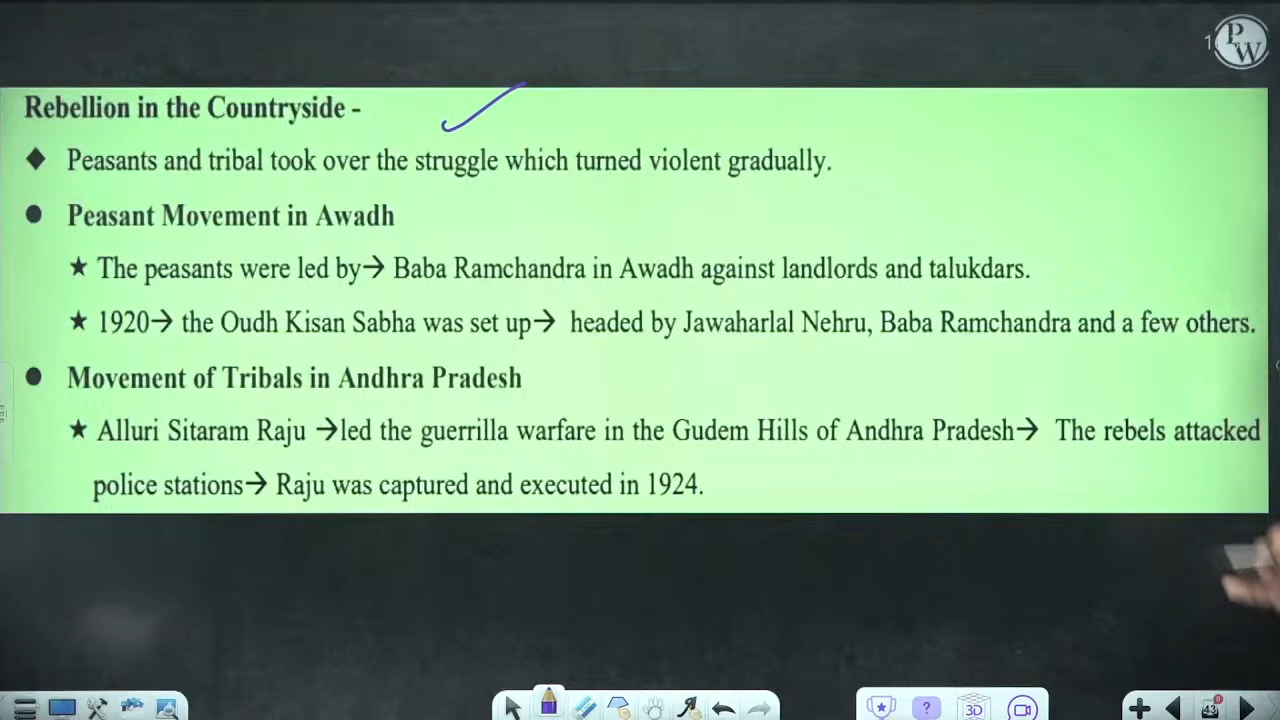 PW
1
Rebellion in the Countryside -
Peasants and tribal took over the struggle which turned violent gradually.
Peasant Movement in Awadh
★ The peasants were led by→ Baba Ramchandra in Awadh against landlords and talukdars.
★ 1920→ the Oudh Kisan Sabha was set up→ headed by Jawaharlal Nehru, Baba Ramchandra and a few others.
Movement of Tribals in Andhra Pradesh
★ Alluri Sitaram Raju →led the guerrilla warfare in the Gudem Hills of Andhra Pradesh→ The rebels attacked
police stations→ Raju was captured and executed in 1924.
? 3D 43